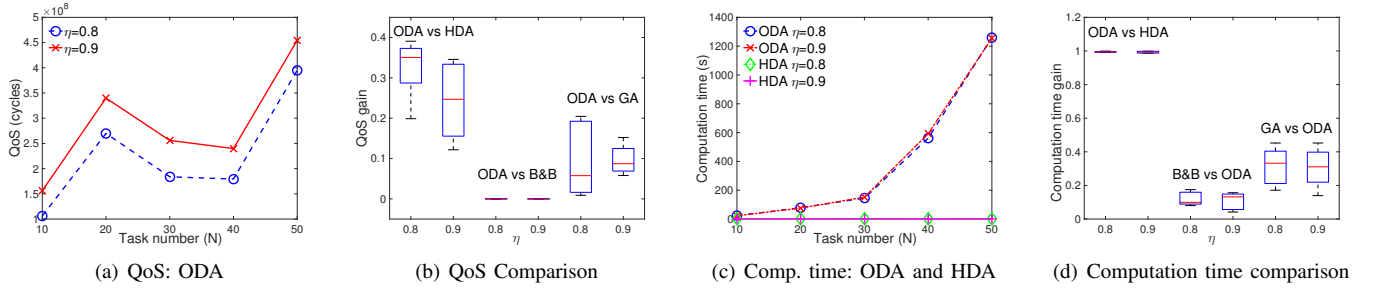 ×10⁸
5
4.5
4
3.5
3
2.5
2
1.5
1
QoS (cycles)
η=0.8
η=0.9
10 20 30 40 50
Task number (N)
(a) QoS: ODA
0.4
0.3
0.2
0.1
0
QoS gain
ODA vs HDA
ODA vs GA
ODA vs B&B
0.8 0.9 0.8 0.9 0.8 0.9
η
(b) QoS Comparison
1400
1200
1000
800
600
400
200
0
Computation time (s)
ODA η=0.8
ODA η=0.9
HDA η=0.8
HDA η=0.9
10 20 30 40 50
Task number (N)
(c) Comp. time: ODA and HDA
1.2
1
0.8
0.6
0.4
0.2
0
Computation time gain
ODA vs HDA
GA vs ODA
B&B vs ODA
0.8 0.9 0.8 0.9 0.8 0.9
η
(d) Computation time comparison